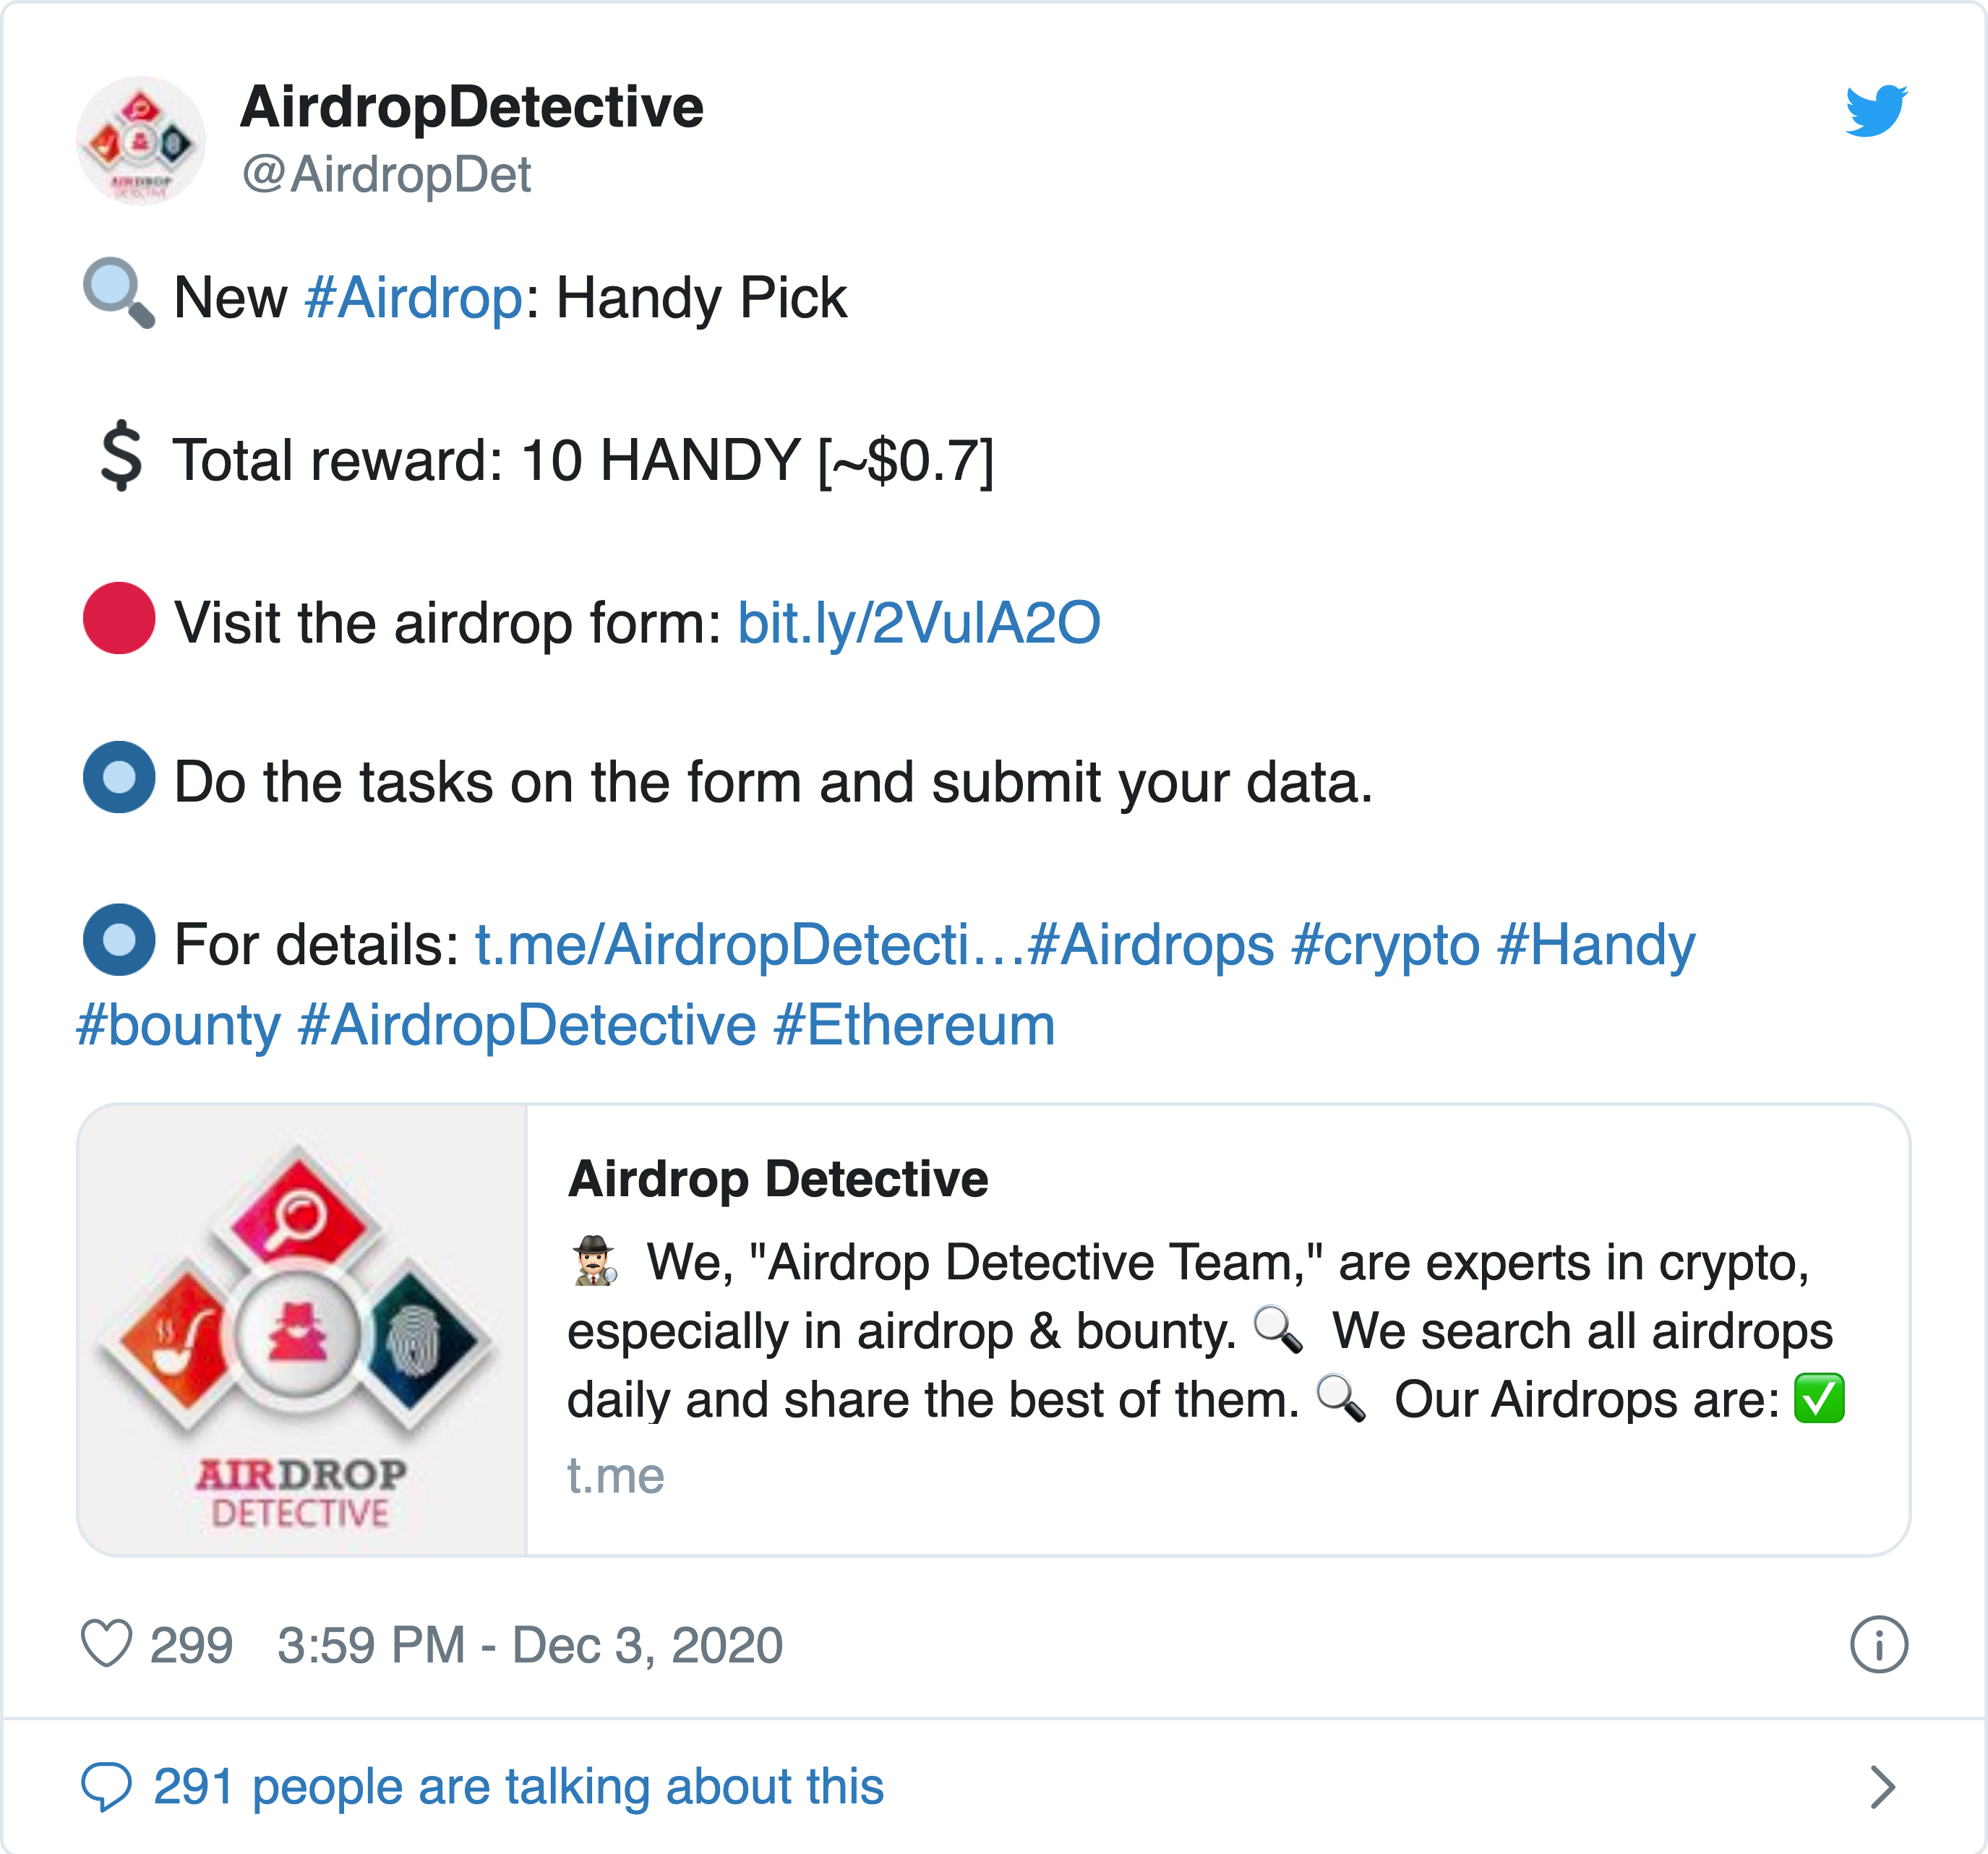 AirdropDetective
@AirdropDet
🔍 New #Airdrop: Handy Pick
💲 Total reward: 10 HANDY [~$0.7]
🔴 Visit the airdrop form: bit.ly/2VulA2O
Do the tasks on the form and submit your data.
For details: t.me/AirdropDetecti…#Airdrops #crypto #Handy
#bounty #AirdropDetective #Ethereum
AIRDROP
DETECTIVE
Airdrop Detective
🕵🏻‍♂️ We, "Airdrop Detective Team," are experts in crypto,
especially in airdrop & bounty. 🔍 We search all airdrops
daily and share the best of them. 🔍 Our Airdrops are: ✅
t.me
299 3:59 PM - Dec 3, 2020
291 people are talking about this